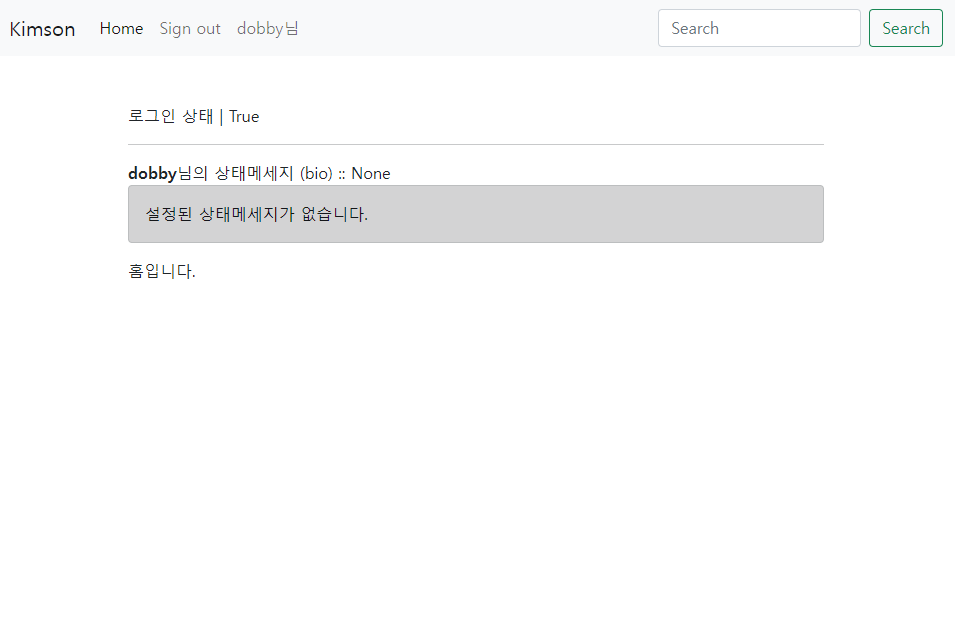 Kimson Home Sign out dobby님 Search Search
로그인 상태 | True
dobby님의 상태메세지 (bio) :: None
설정된 상태메세지가 없습니다.
홈입니다.